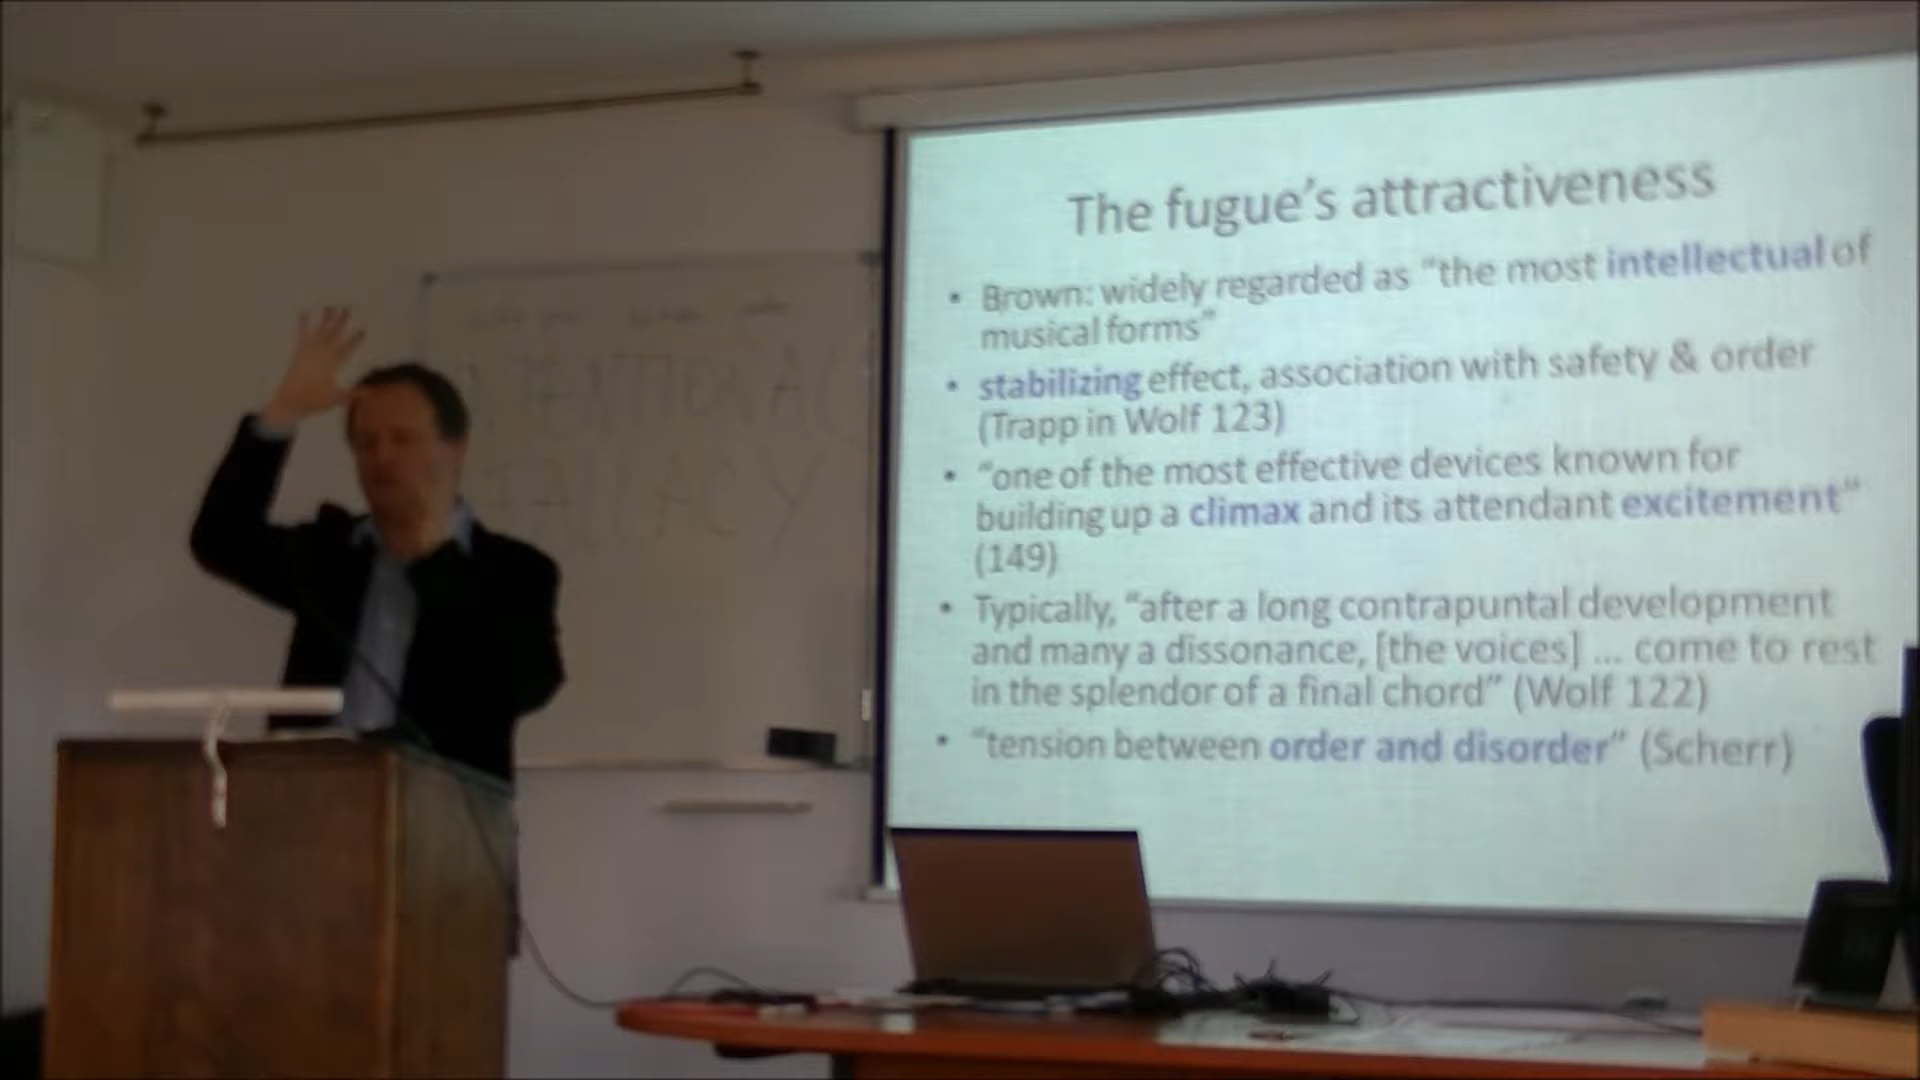 INTENTIONAL
FALLACY
The fugue's attractiveness
• Brown: widely regarded as "the most intellectual of
musical forms"
• stabilizing effect, association with safety & order
(Trapp in Wolf 123)
• "one of the most effective devices known for
building up a climax and its attendant excitement"
(149)
• Typically, "after a long contrapuntal development
and many a dissonance, [the voices] ... come to rest
in the splendor of a final chord" (Wolf 122)
• "tension between order and disorder" (Scherr)